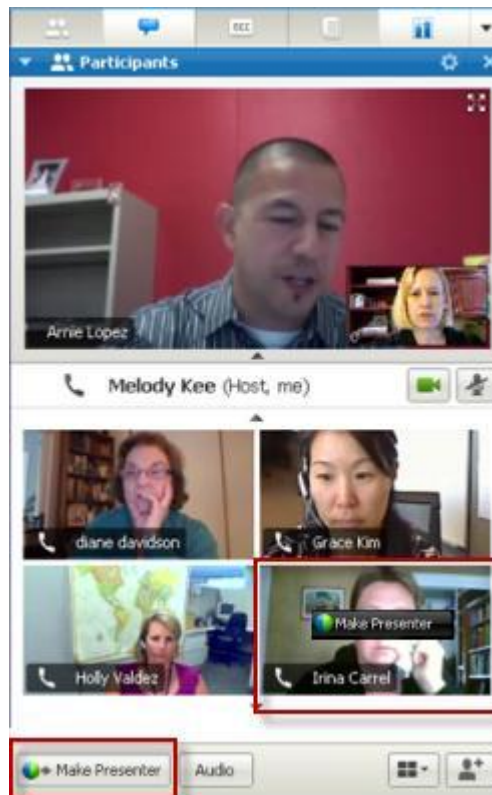 Participants
Arnie Lopez
Melody Kee (Host, me)
diane davidson
Grace Kim
Make Presenter
Holly Valdez
Irina Carrel
Make Presenter
Audio